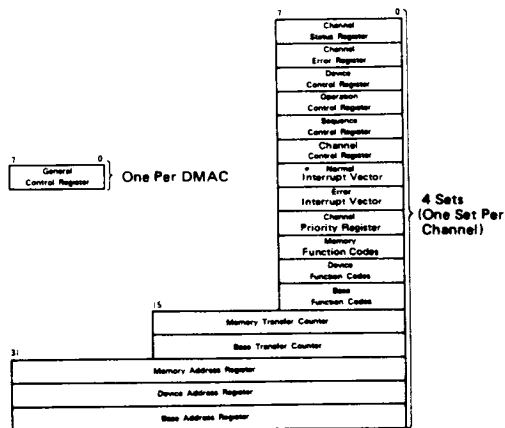 7 0
Channel
Status Register
Channel
Error Register
Device
Control Register
Operation
Control Register
Sequence
Control Register
Channel
Control Register
Normal
Interrupt Vector
Error
Interrupt Vector
Channel
Priority Register
Memory
Function Codes
Device
Function Codes
Base
Function Codes
7 0
General
Control Register
One Per DMAC
4 Sets
(One Set Per
Channel)
15
Memory Transfer Counter
Base Transfer Counter
31
Memory Address Register
Device Address Register
Base Address Register